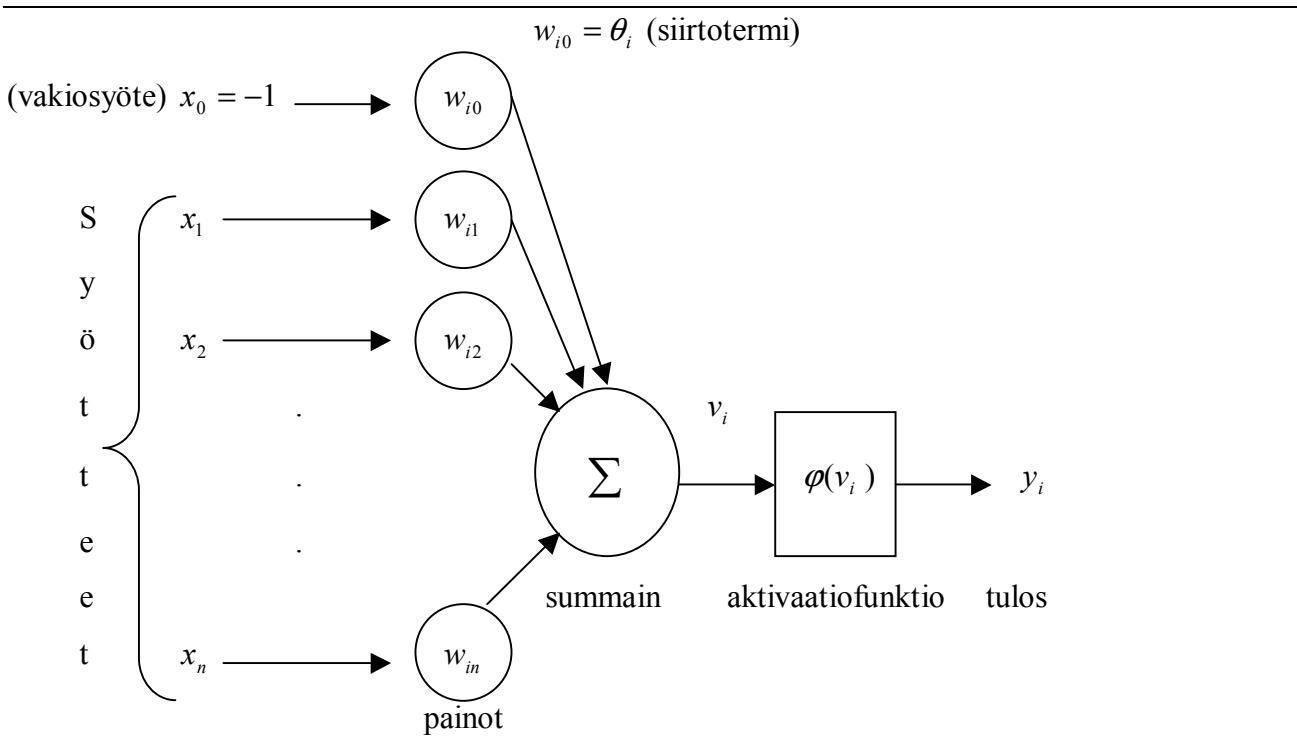 w_{i0} = θ_i (siirtotermi)
(vakiosyöte) x_0 = −1 w_{i0}
Syötteet
x_1 w_{i1}
x_2 w_{i2}
.
.
.
x_n w_{in}
painot
∑
summain
v_i
φ(v_i)
aktivaatiofunktio
y_i
tulos